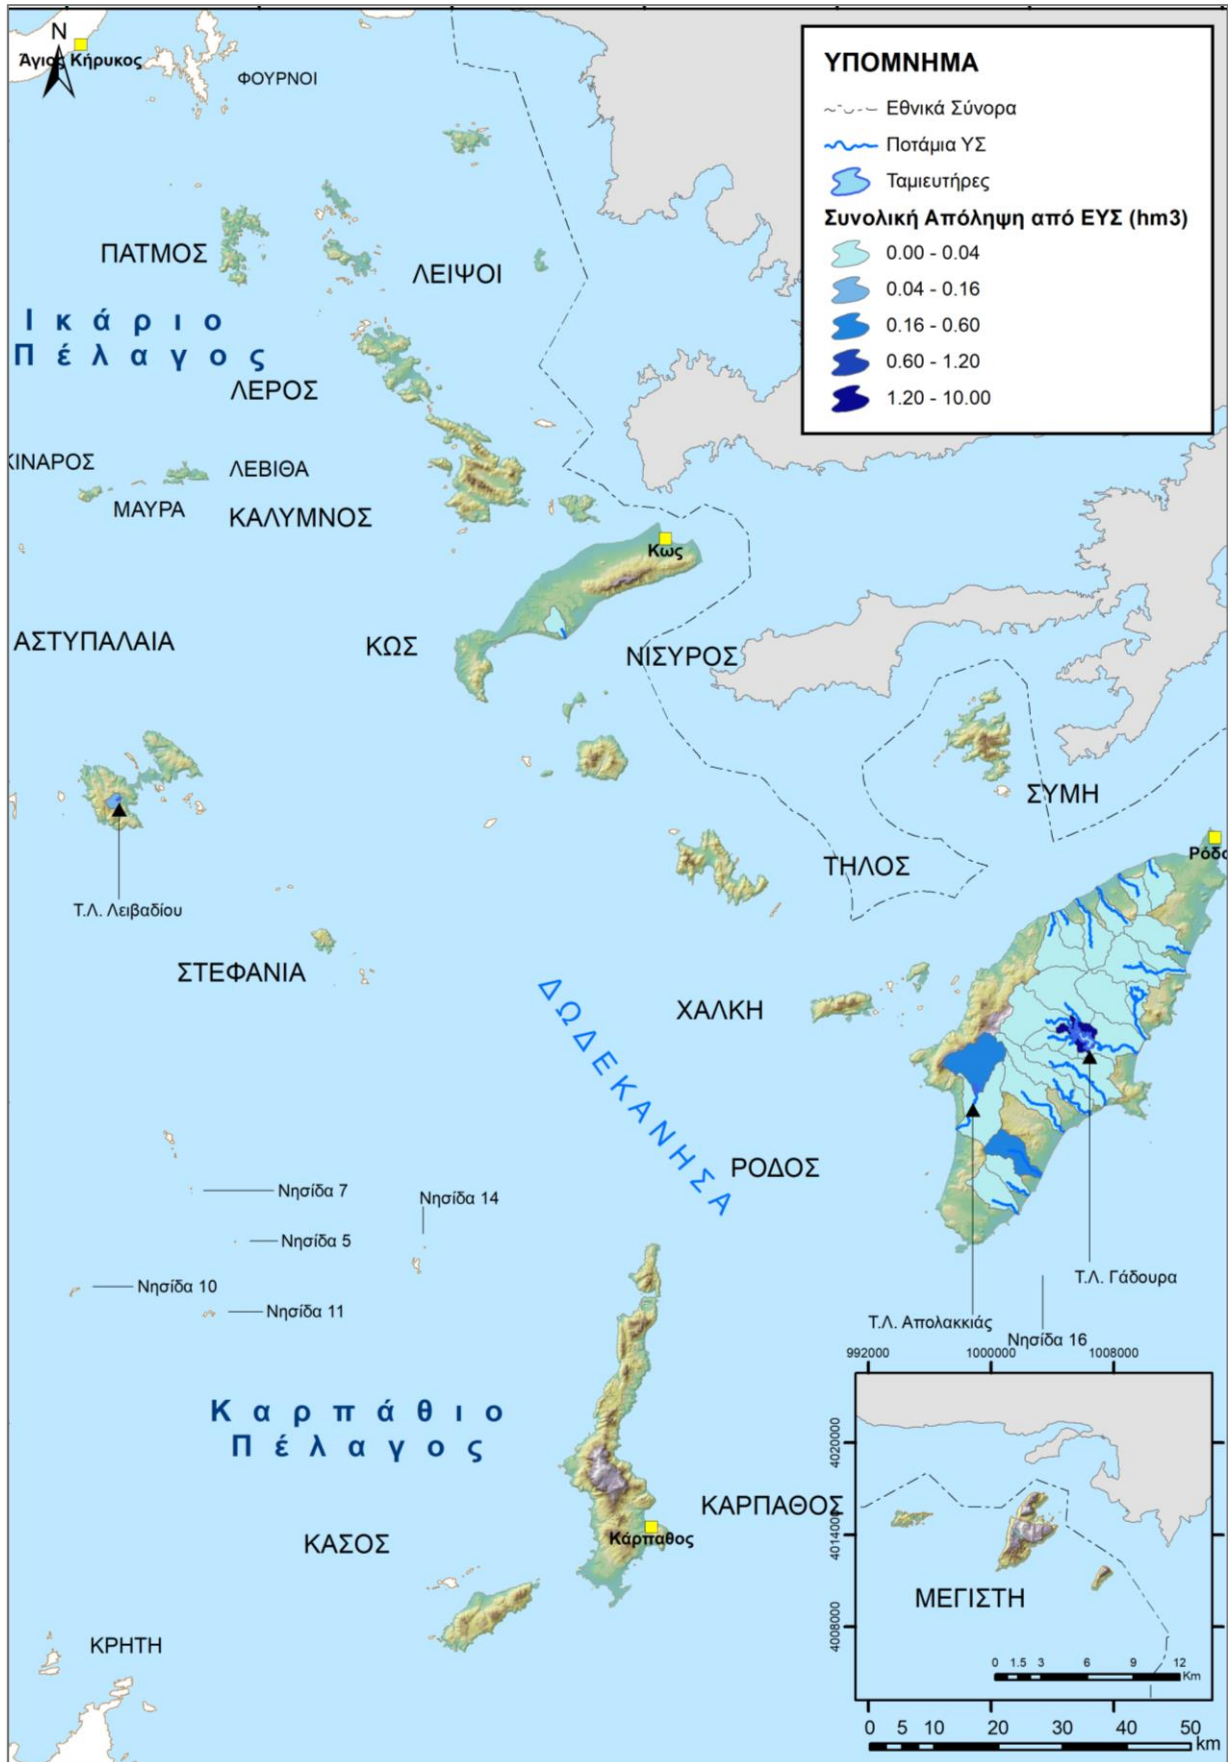 N
Άγιος Κήρυκος
ΦΟΥΡΝΟΙ
ΥΠΟΜΝΗΜΑ
Εθνικά Σύνορα
Ποτάμια ΥΣ
Ταμιευτήρες
Συνολική Απόληψη από ΕΥΣ (hm3)
0.00 - 0.04
0.04 - 0.16
0.16 - 0.60
0.60 - 1.20
1.20 - 10.00
ΠΑΤΜΟΣ
ΛΕΙΨΟΙ
Ικάριο
Πέλαγος
ΛΕΡΟΣ
ΚΙΝΑΡΟΣ
ΛΕΒΙΘΑ
ΜΑΥΡΑ
ΚΑΛΥΜΝΟΣ
Κως
ΑΣΤΥΠΑΛΑΙΑ
ΚΩΣ
ΝΙΣΥΡΟΣ
ΣΥΜΗ
ΤΗΛΟΣ
Ρόδο
Τ.Λ. Λειβαδίου
ΣΤΕΦΑΝΙΑ
ΧΑΛΚΗ
ΔΩΔΕΚΑΝΗΣΑ
ΡΟΔΟΣ
Νησίδα 7
Νησίδα 14
Νησίδα 5
Νησίδα 10
Νησίδα 11
Τ.Λ. Γάδουρα
Τ.Λ. Απολακκιάς
Νησίδα 16
992000
1000000
1008000
Καρπάθιο
Πέλαγος
ΚΑΡΠΑΘΟΣ
Κάρπαθος
ΚΑΣΟΣ
ΚΡΗΤΗ
4020000
4014000
4008000
ΜΕΓΙΣΤΗ
0 1.5 3 6 9 12
Km
0 5 10 20 30 40 50
km